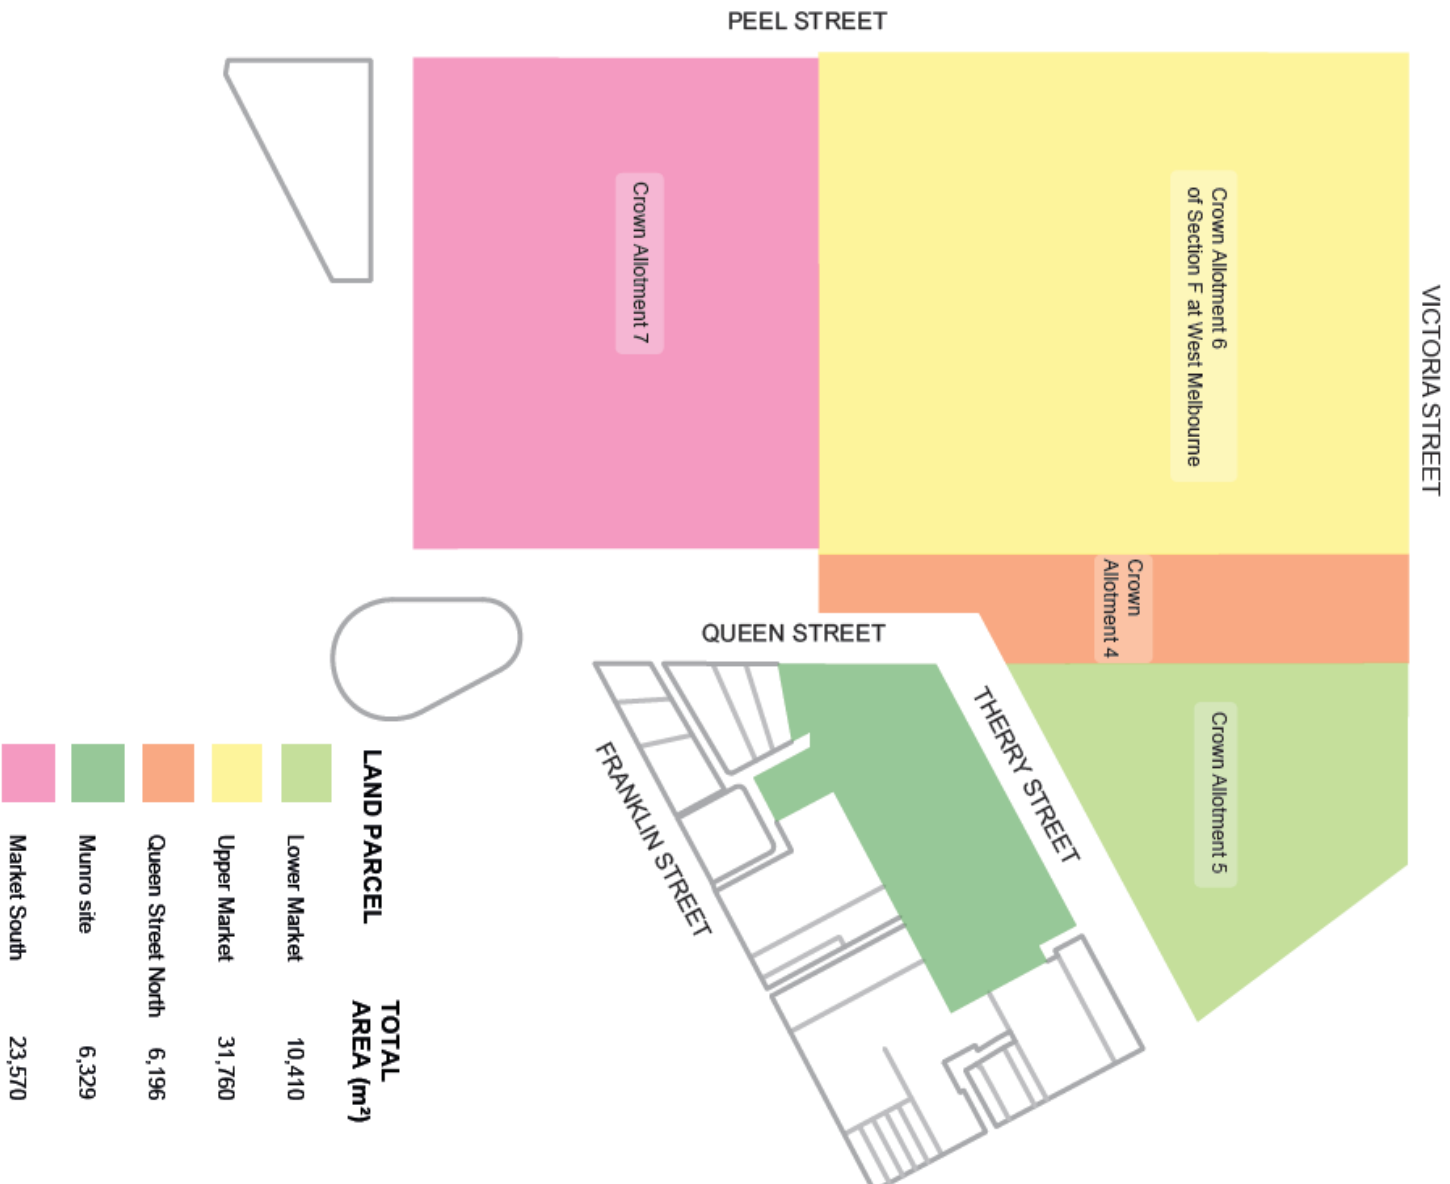 PEEL STREET
VICTORIA STREET
Crown Allotment 6
of Section F at West Melbourne
Crown Allotment 7
Crown
Allotment 4
QUEEN STREET
THERRY STREET
Crown Allotment 5
FRANKLIN STREET
LAND PARCEL
TOTAL
AREA (m²)
Lower Market 10,410
Upper Market 31,760
Queen Street North 6,196
Munro site 6,329
Market South 23,570